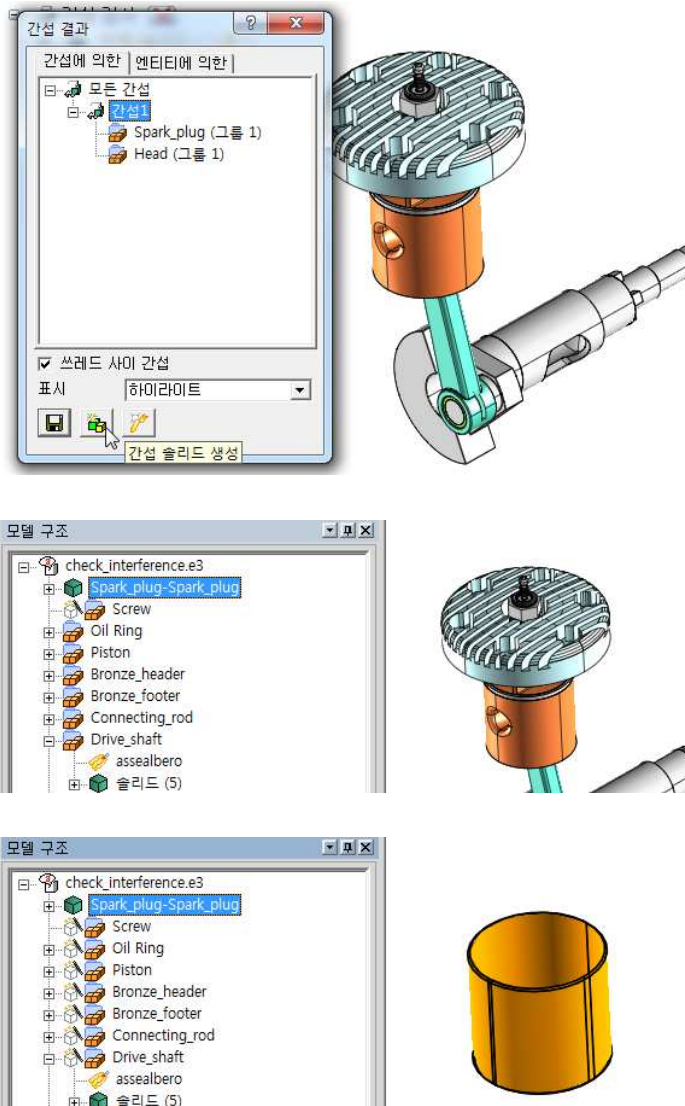 간섭 결과
간섭에 의한 엔티티에 의한
모든 간섭
간섭1
Spark_plug (그룹 1)
Head (그룹 1)
쓰레드 사이 간섭
표시 하이라이트
간섭 솔리드 생성
모델 구조
check_interference.e3
Spark_plug-Spark_plug
Screw
Oil Ring
Piston
Bronze_header
Bronze_footer
Connecting_rod
Drive_shaft
assealbero
솔리드 (5)
모델 구조
check_interference.e3
Spark_plug-Spark_plug
Screw
Oil Ring
Piston
Bronze_header
Bronze_footer
Connecting_rod
Drive_shaft
assealbero
솔리드 (5)